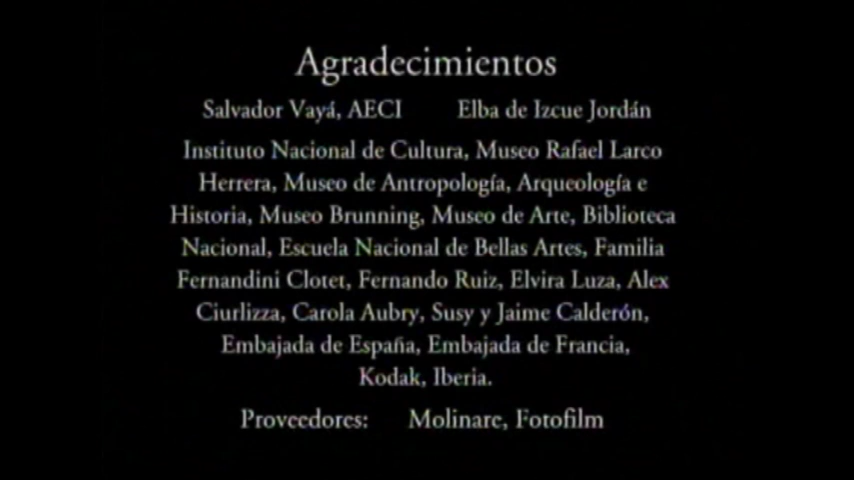 Agradecimientos
Salvador Vayá, AECI Elba de Izcue Jordán
Instituto Nacional de Cultura, Museo Rafael Larco
Herrera, Museo de Antropología, Arqueología e
Historia, Museo Brunning, Museo de Arte, Biblioteca
Nacional, Escuela Nacional de Bellas Artes, Familia
Fernandini Clotet, Fernando Ruiz, Elvira Luza, Alex
Ciurlizza, Carola Aubry, Susy y Jaime Calderón,
Embajada de España, Embajada de Francia,
Kodak, Iberia.
Proveedores: Molinare, Fotofilm